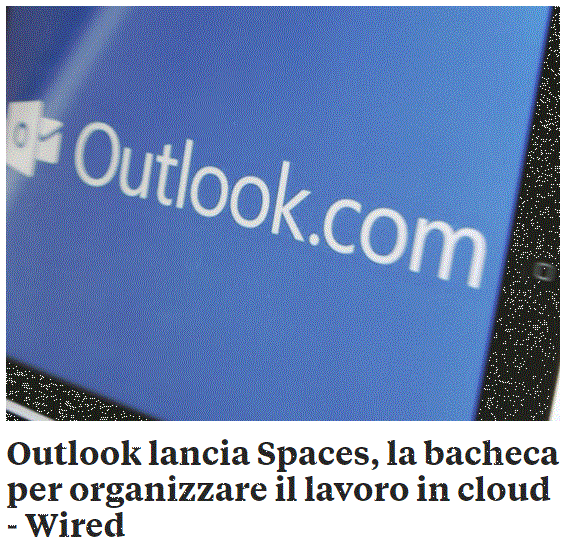 Outlook.com
Outlook lancia Spaces, la bacheca
per organizzare il lavoro in cloud
- Wired